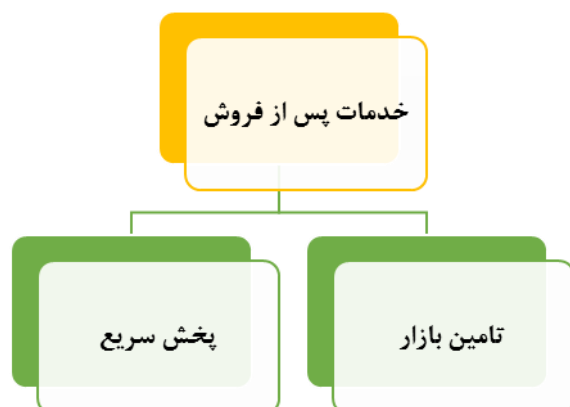 خدمات پس از فروش
تامین بازار
پخش سریع